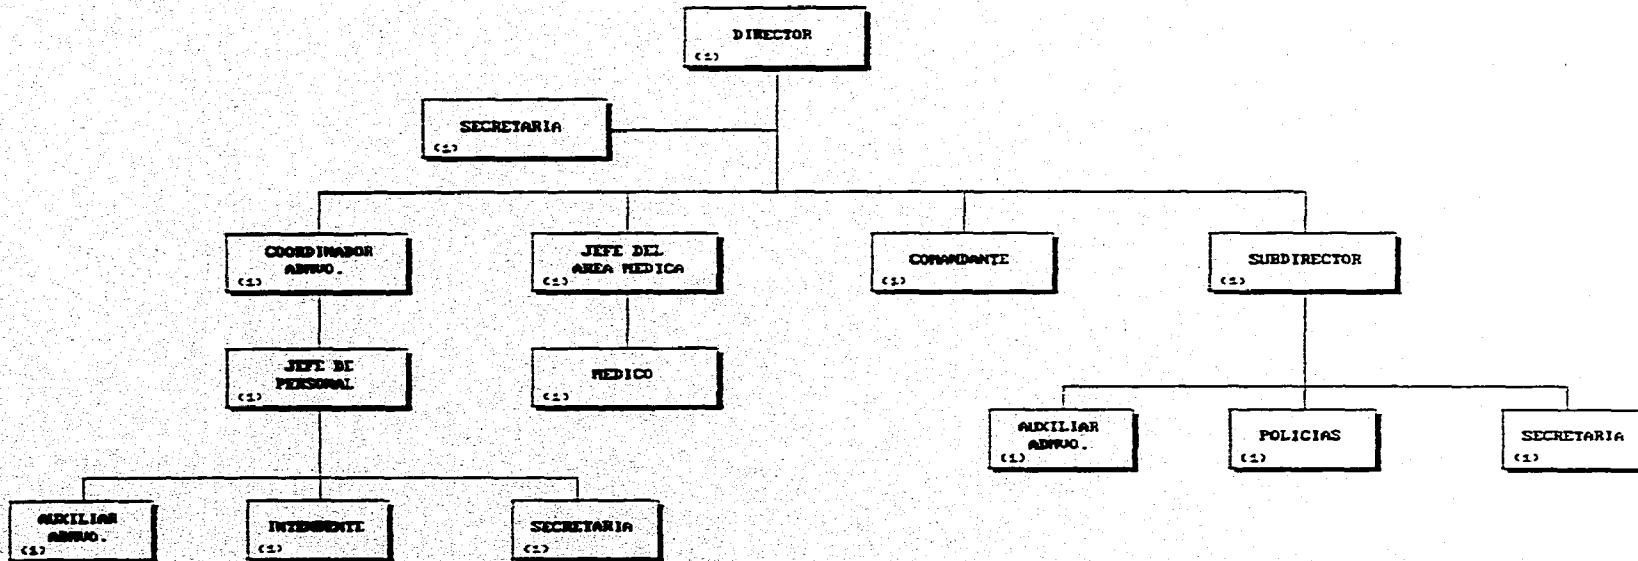 DIRECTOR
(1)
SECRETARIA
(1)
COORDINADOR
ADMVO.
(1)
JEFE DEL
AREA MEDICA
(1)
COMANDANTE
(1)
SUBDIRECTOR
(1)
JEFE DE
PERSONAL
(1)
MEDICO
(1)
AUXILIAR
ADMVO.
(1)
POLICIAS
(1)
SECRETARIA
(1)
AUXILIAR
ADMVO.
(1)
INTENDENTE
(1)
SECRETARIA
(1)